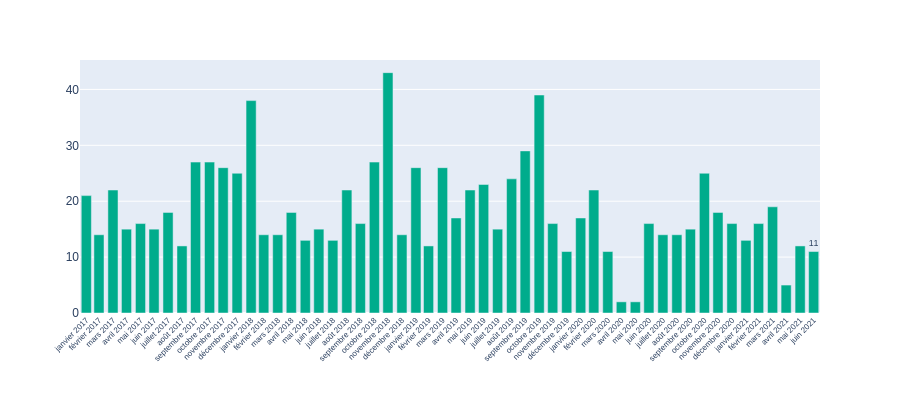 40
30
20
10
0
11
janvier 2017
février 2017
mars 2017
avril 2017
mai 2017
juin 2017
juillet 2017
août 2017
septembre 2017
octobre 2017
novembre 2017
décembre 2017
janvier 2018
février 2018
mars 2018
avril 2018
mai 2018
juin 2018
juillet 2018
août 2018
septembre 2018
octobre 2018
novembre 2018
décembre 2018
janvier 2019
février 2019
mars 2019
avril 2019
mai 2019
juin 2019
juillet 2019
août 2019
septembre 2019
octobre 2019
novembre 2019
décembre 2019
janvier 2020
février 2020
mars 2020
avril 2020
mai 2020
juin 2020
juillet 2020
août 2020
septembre 2020
octobre 2020
novembre 2020
décembre 2020
janvier 2021
février 2021
mars 2021
avril 2021
mai 2021
juin 2021